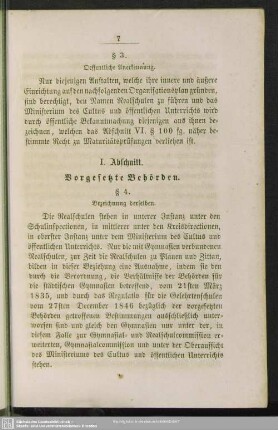 7
§ 3.
Oeffentliche Anerkennung.
Nur diejenigen Anstalten, welche ihre innere und äußere
Einrichtung auf den nachfolgenden Organisationsplan gründen,
sind berechtigt, den Namen Realschulen zu führen und das
Ministerium des Cultus und öffentlichen Unterrichts wird
durch öffentliche Bekanntmachung diejenigen aus ihnen be-
zeichnen, welchen das Abschnitt VI. § 100 fg. näher be-
stimmte Recht zu Maturitätsprüfungen verliehen ist.
I. Abschnitt.
Vorgesetzte Behörden.
§ 4.
Bezeichnung derselben.
Die Realschulen stehen in unterer Instanz unter den
Schulinspectionen, in mittlerer unter den Kreisdirectionen,
in oberster Instanz unter dem Ministerium des Cultus und
öffentlichen Unterrichts. Nur die mit Gymnasien verbundenen
Realschulen, zur Zeit die Realschulen zu Plauen und Zittau,
bilden in dieser Beziehung eine Ausnahme, indem sie den
durch die Verordnung, die Verhältnisse der Behörden für
die städtischen Gymnasien betreffend, vom 21sten März
1835, und durch das Regulativ für die Gelehrtenschulen
vom 27sten December 1846 bezüglich der vorgesetzten
Behörden getroffenen Bestimmungen ausschließlich unter-
worfen sind und gleich den Gymnasien nur unter der, in
diesem Falle zur Gymnasial- und Realschulcommission er-
weiterten, Gymnasialcommission und unter der Oberaufsicht
des Ministeriums des Cultus und öffentlichen Unterrichts
stehen.